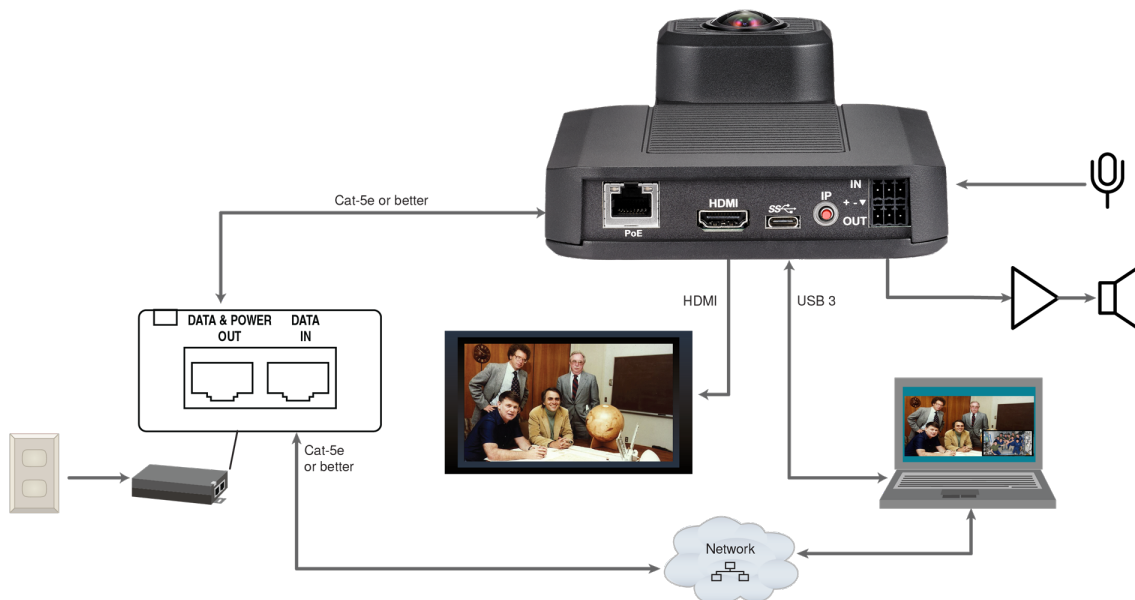 Cat-5e or better
PoE
HDMI
SS
IP
IN
+ - ▼
OUT
HDMI
USB 3
DATA & POWER
OUT
DATA
IN
Cat-5e
or better
Network